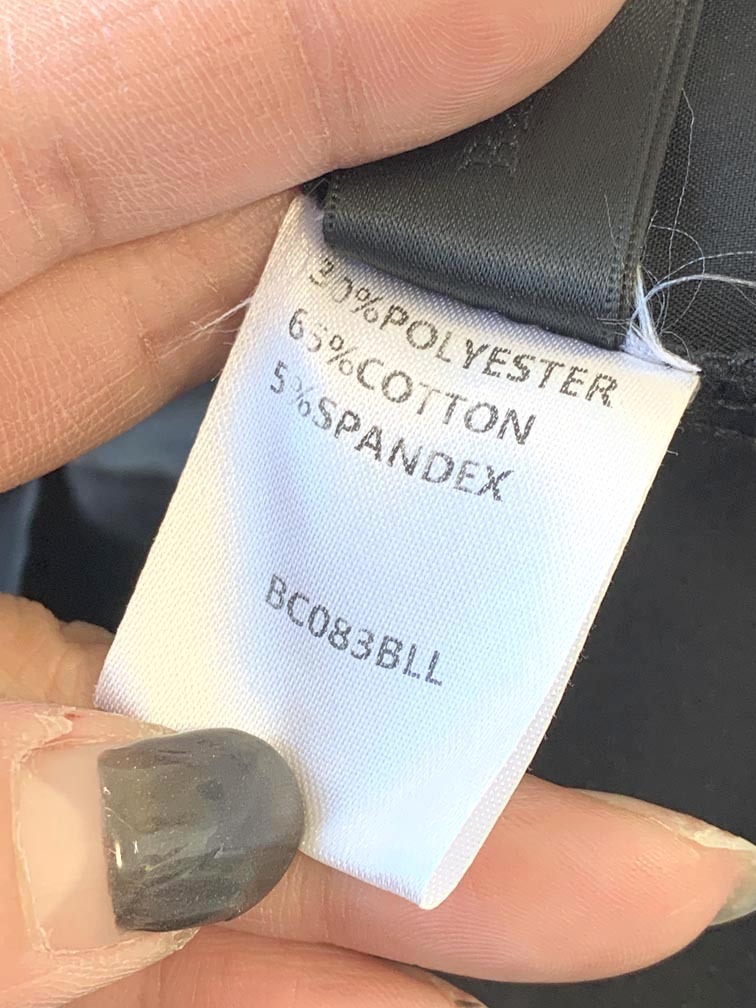 30%POLYESTER
65%COTTON
5%SPANDEX
BC083BLL